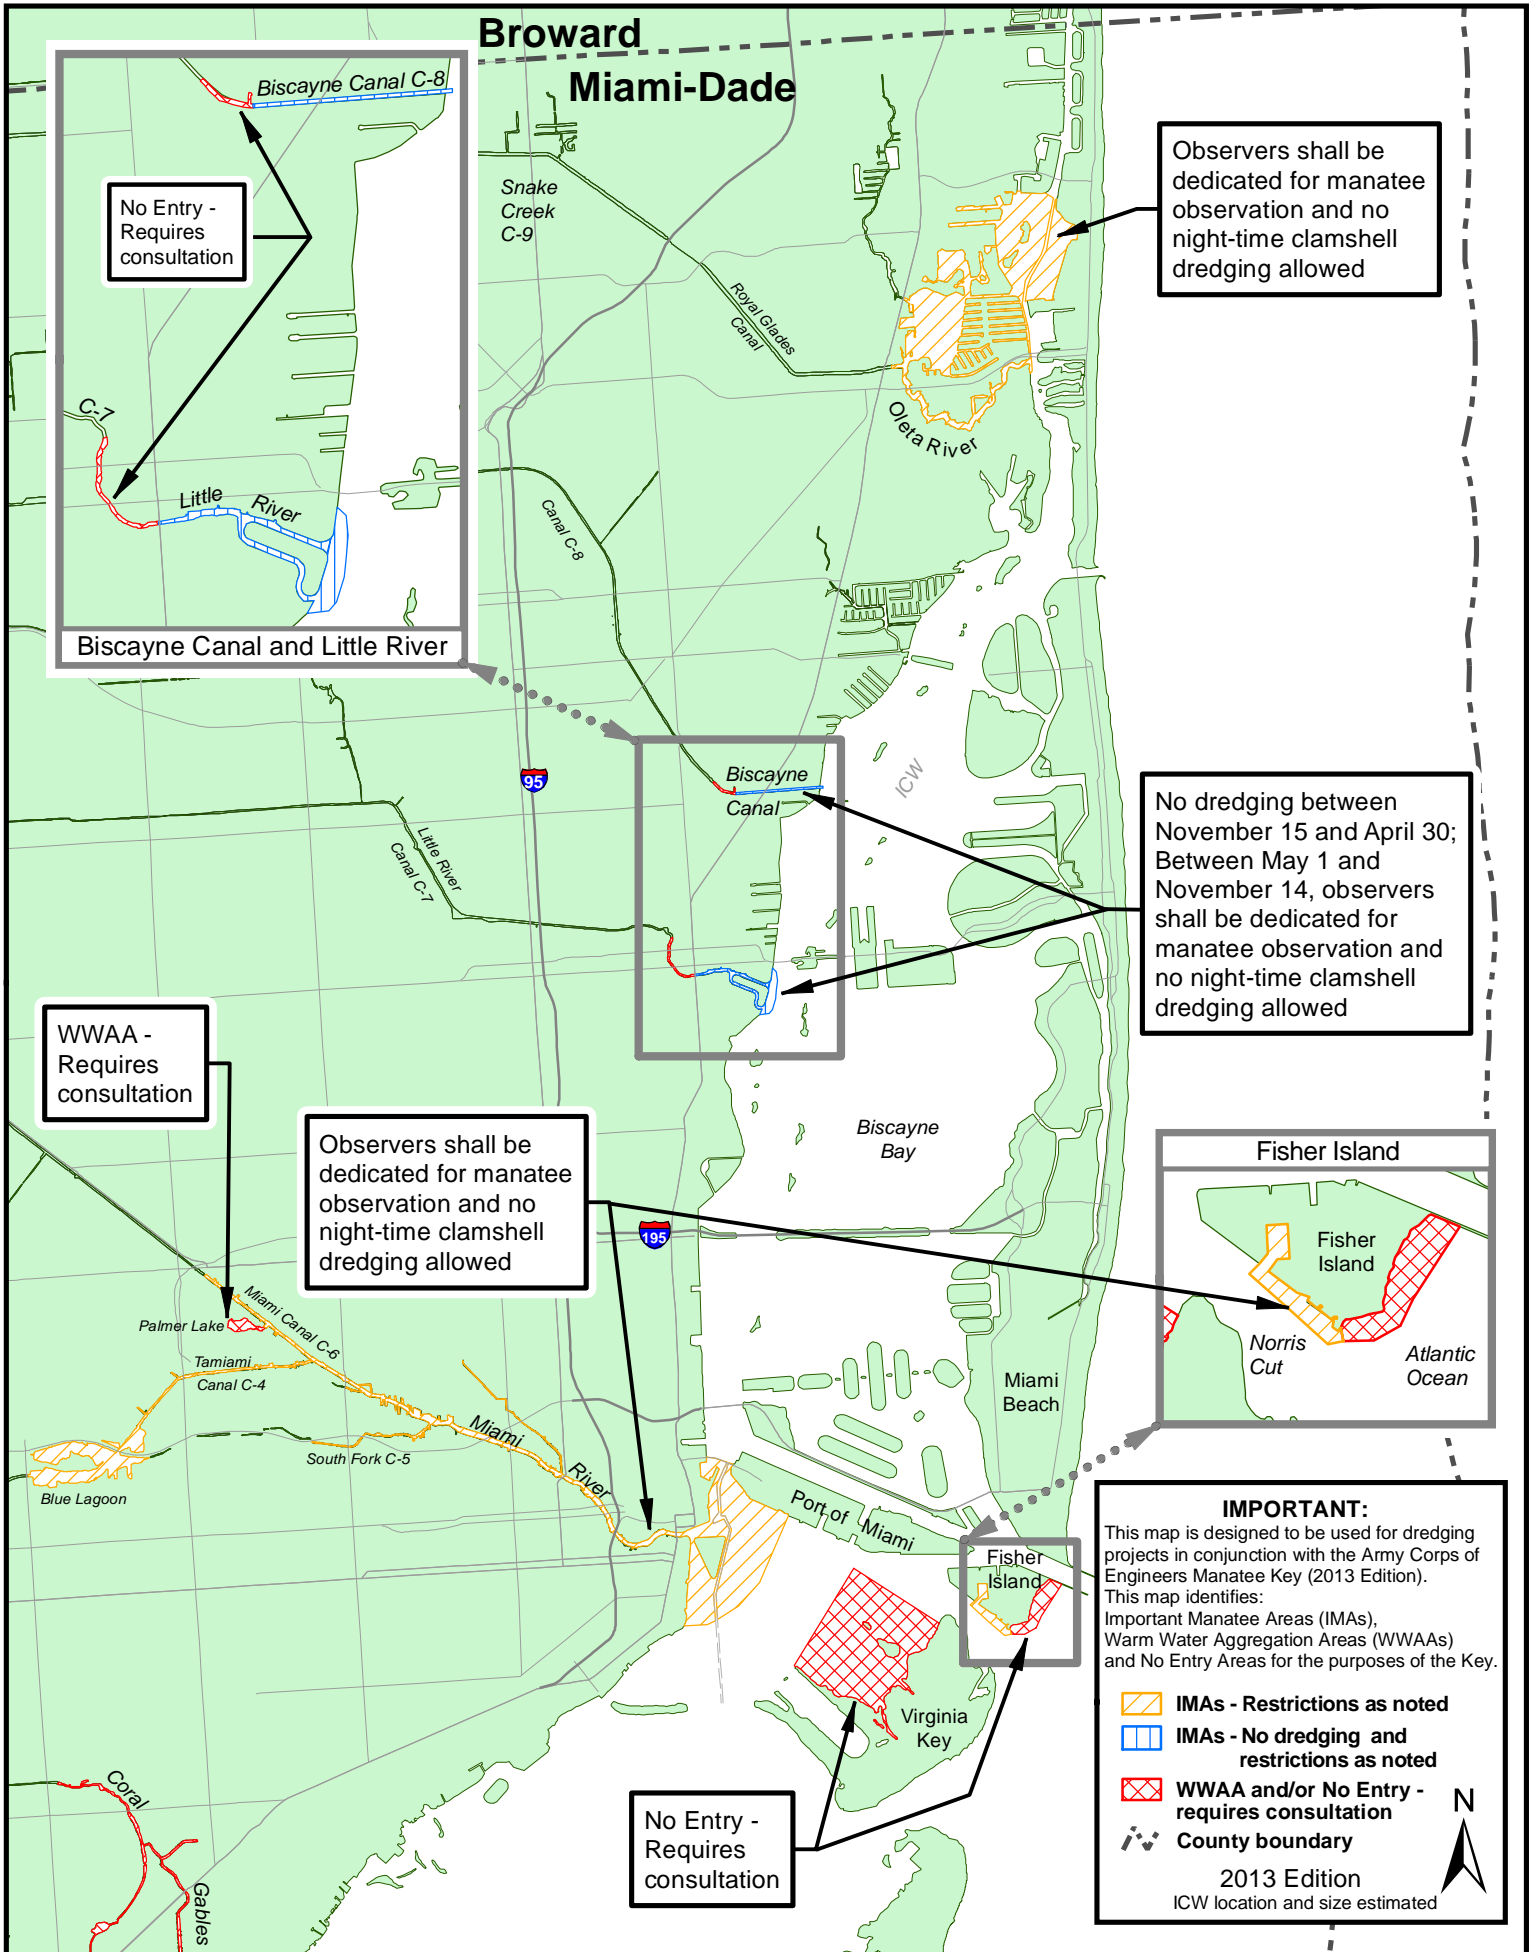 Broward
Miami-Dade
Biscayne Canal C-8
No Entry -
Requires
consultation
C-7
Little River
Biscayne Canal and Little River
Snake
Creek
C-9
Royal Glades
Canal
Oleta River
Observers shall be
dedicated for manatee
observation and no
night-time clamshell
dredging allowed
Canal C-8
95
Biscayne
Canal
ICW
Little River
Canal C-7
No dredging between
November 15 and April 30;
Between May 1 and
November 14, observers
shall be dedicated for
manatee observation and
no night-time clamshell
dredging allowed
WWAA -
Requires
consultation
Observers shall be
dedicated for manatee
observation and no
night-time clamshell
dredging allowed
Biscayne
Bay
195
Fisher Island
Fisher
Island
Norris
Cut
Atlantic
Ocean
Miami Canal C-6
Palmer Lake
Tamiami
Canal C-4
Miami River
South Fork C-5
Blue Lagoon
Miami
Beach
Port of Miami
Fisher
Island
Virginia
Key
No Entry -
Requires
consultation
Coral
Gables
IMPORTANT:
This map is designed to be used for dredging
projects in conjunction with the Army Corps of
Engineers Manatee Key (2013 Edition).
This map identifies:
Important Manatee Areas (IMAs),
Warm Water Aggregation Areas (WWAAs)
and No Entry Areas for the purposes of the Key.
IMAs - Restrictions as noted
IMAs - No dredging and
restrictions as noted
WWAA and/or No Entry -
requires consultation
County boundary
N
2013 Edition
ICW location and size estimated